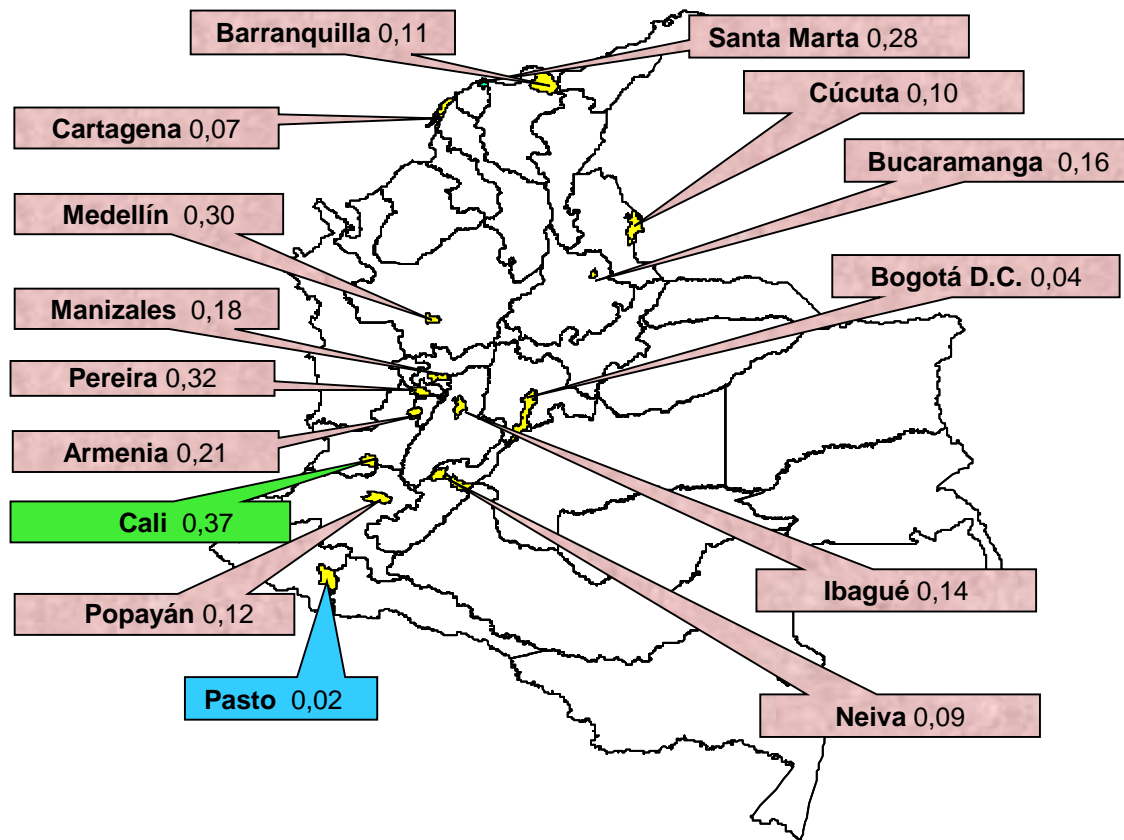 Barranquilla 0,11
Santa Marta 0,28
Cúcuta 0,10
Cartagena 0,07
Bucaramanga 0,16
Medellín 0,30
Bogotá D.C. 0,04
Manizales 0,18
Pereira 0,32
Armenia 0,21
Cali 0,37
Ibagué 0,14
Popayán 0,12
Pasto 0,02
Neiva 0,09